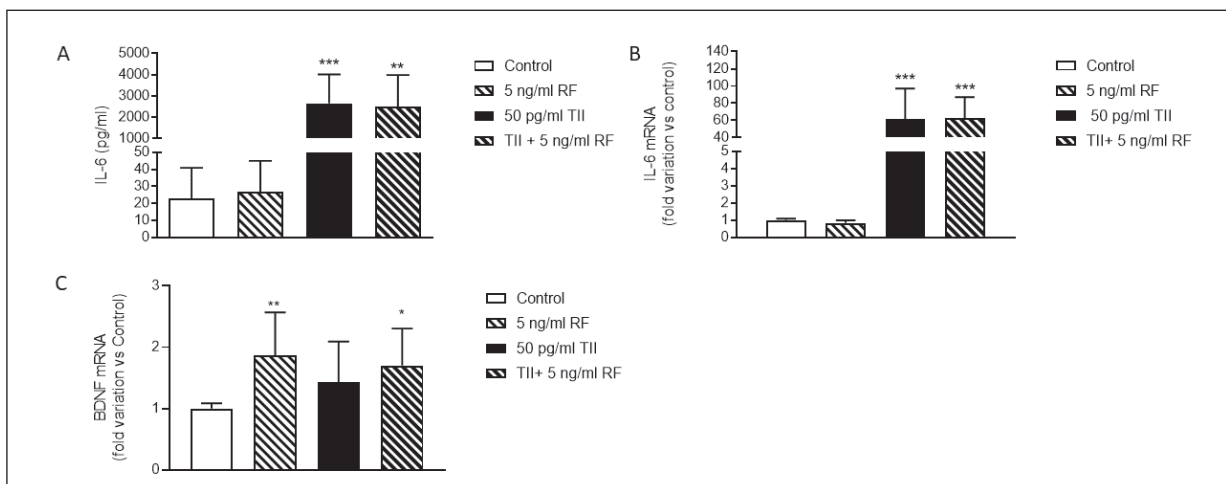 A
IL-6 (pg/ml)
5000
4000
3000
2000
1000
50
40
30
20
10
0
***
**
Control
5 ng/ml RF
50 pg/ml TII
TII + 5 ng/ml RF
B
IL-6 mRNA
(fold variation vs control)
140
120
100
80
60
40
5
4
3
2
1
0
***
***
Control
5 ng/ml RF
50 pg/ml TII
TII+ 5 ng/ml RF
C
BDNF mRNA
(fold variation vs Control)
3
2
1
0
**
*
Control
5 ng/ml RF
50 pg/ml TII
TII+ 5 ng/ml RF